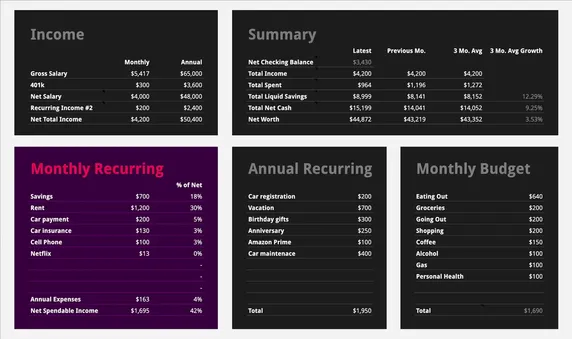 Income
Monthly Annual
Gross Salary $5,417 $65,000
401k $300 $3,600
Net Salary $4,000 $48,000
Recurring Income #2 $200 $2,400
Net Total Income $4,200 $50,400
Summary
Latest Previous Mo. 3 Mo. Avg 3 Mo. Avg Growth
Net Checking Balance $3,430
Total Income $4,200 $4,200 $4,200
Total Spent $964 $1,196 $1,272
Total Liquid Savings $8,999 $8,141 $8,152 12.29%
Total Net Cash $15,199 $14,041 $14,052 9.25%
Net Worth $44,872 $43,219 $43,352 3.53%
Monthly Recurring
% of Net
Savings $700 18%
Rent $1,200 30%
Car payment $200 5%
Car insurance $130 3%
Cell Phone $100 3%
Netflix $13 0%
-
-
-
Annual Expenses $163 4%
Net Spendable Income $1,695 42%
Annual Recurring
Car registration $200
Vacation $700
Birthday gifts $300
Anniversary $250
Amazon Prime $100
Car maintenace $400
Total $1,950
Monthly Budget
Eating Out $640
Groceries $200
Going Out $200
Shopping $200
Coffee $150
Alcohol $100
Gas $100
Personal Health $100
Total $1,690